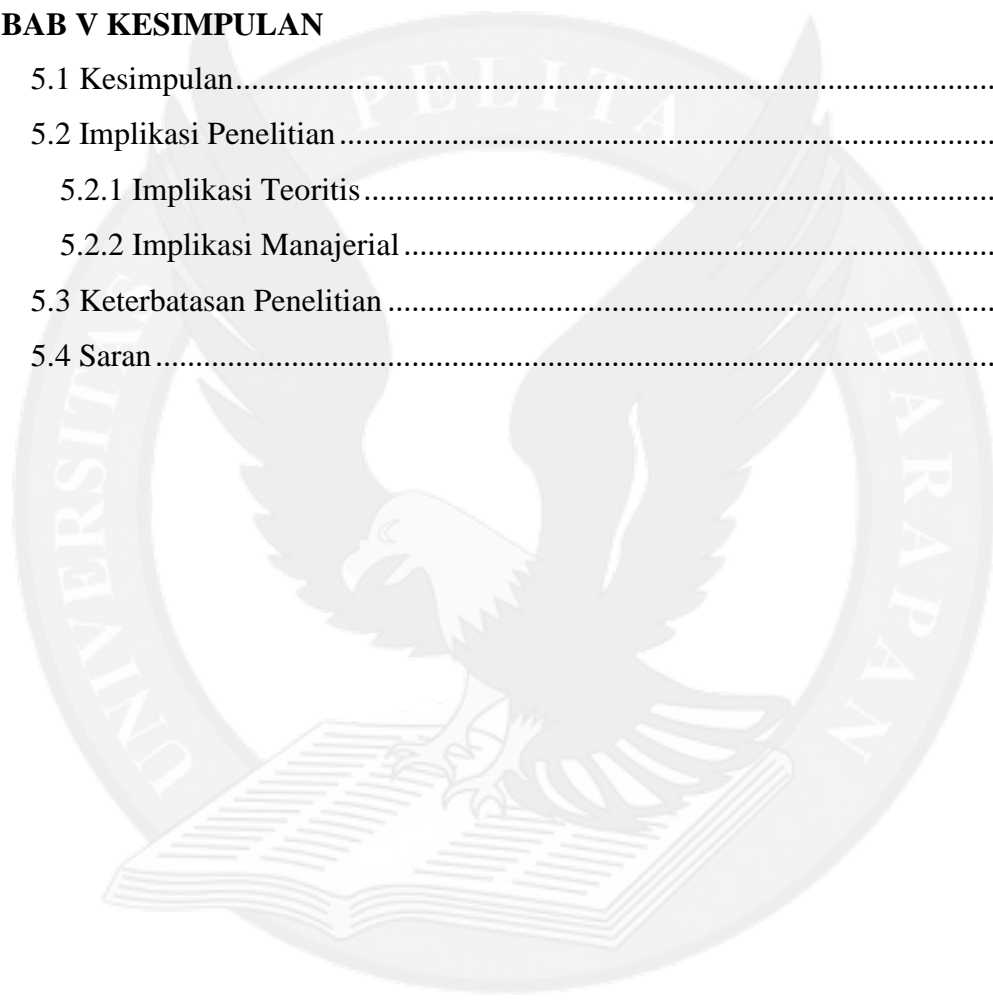 BAB V KESIMPULAN
5.1 Kesimpulan....................................................................................
5.2 Implikasi Penelitian.........................................................................
5.2.1 Implikasi Teoritis......................................................................
5.2.2 Implikasi Manajerial..................................................................
5.3 Keterbatasan Penelitian...................................................................
5.4 Saran.............................................................................................
UNIVERSITAS PELITA HARAPAN